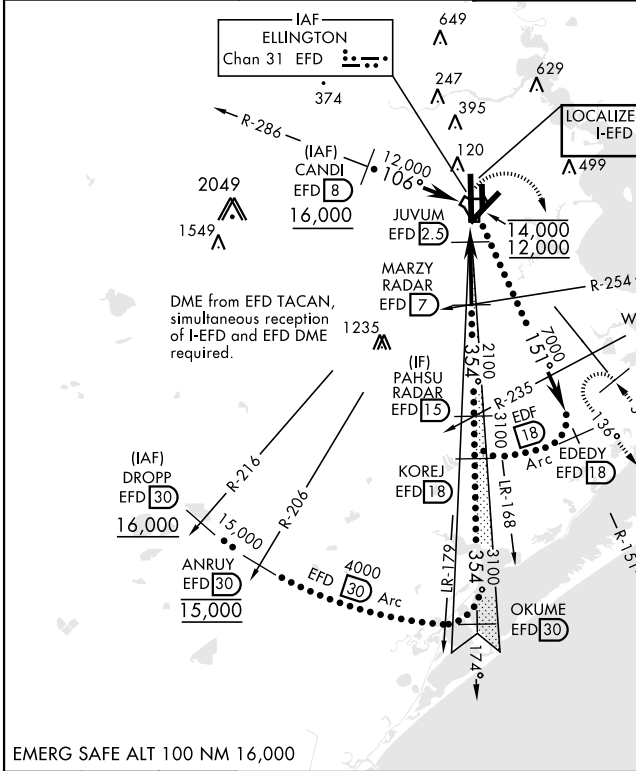 IAF
ELLINGTON
Chan 31 EFD
649
247
629
374
395
LOCALIZE
I-EFD
R-286
120
499
(IAF)
CANDI
EFD 8
16,000
12,000
106°
2049
1549
JUVUM
EFD 2.5
14,000
12,000
MARZY
RADAR
EFD 7
R-254
DME from EFD TACAN,
simultaneous reception
of I-EFD and EFD DME
required.
1235
W
7000
151°
2100
354°
(IF)
PAHSU
RADAR
EFD 15
R-235
3100
EDF
18
Arc
136°
EDEDY
EFD 18
KOREJ
EFD 18
LR-168
R-216
R-206
(IAF)
DROPP
EFD 30
16,000
15,000
LR-179
3100
354°
R-151
ANRUY
EFD 30
15,000
4000
EFD 30 Arc
OKUME
EFD 30
174°
EMERG SAFE ALT 100 NM 16,000